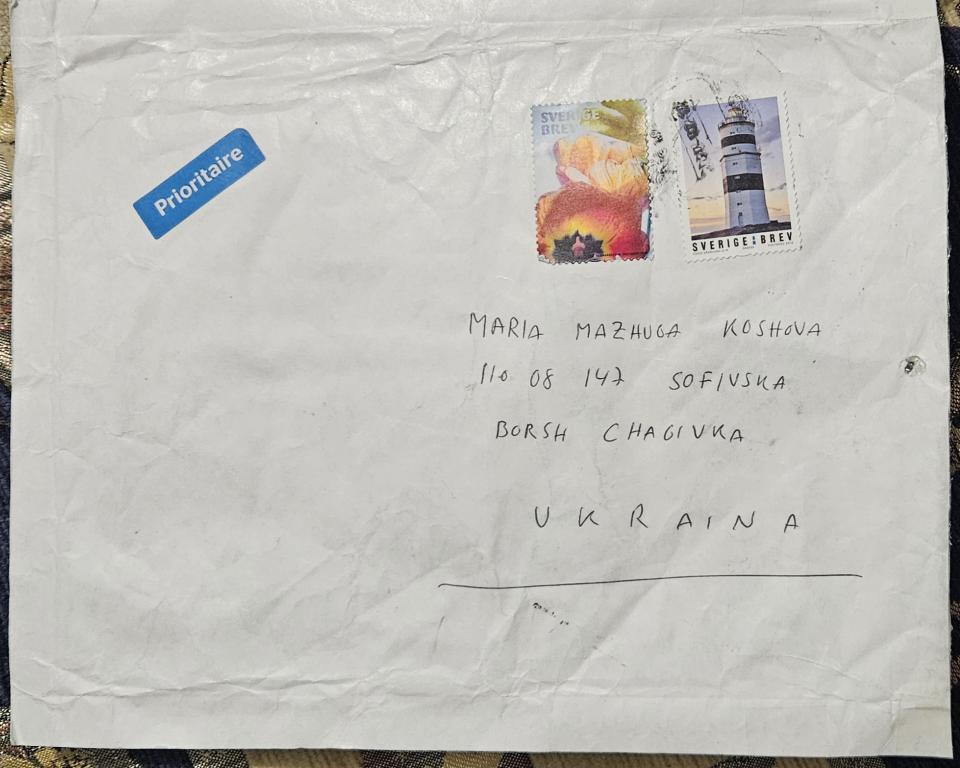 Prioritaire
SVERIGE
BREV
SVERIGE BREV
MARIA MAZHUGA KOSHOVA
110 08 147 SOFIVSKA
BORSH CHAGIVKA
UKRAINA